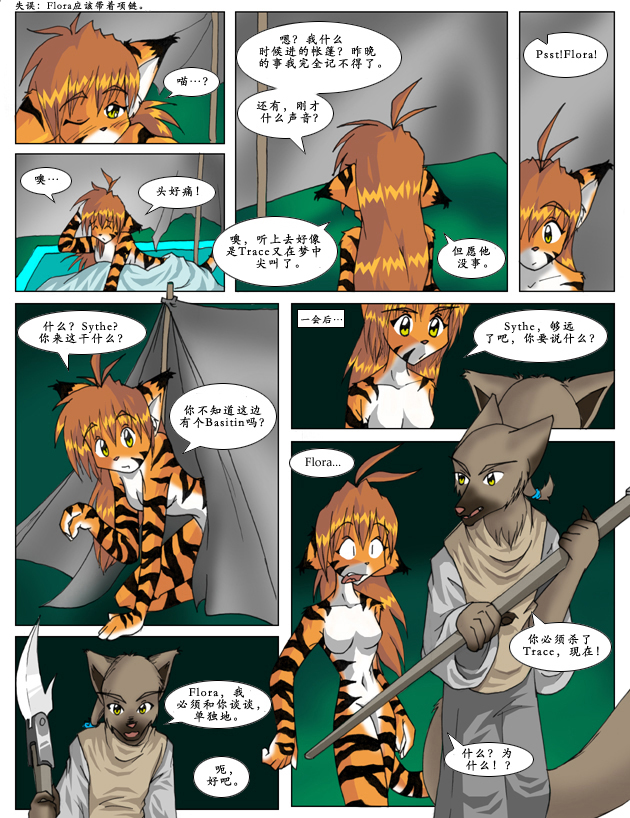 失误：Flora应该带着项链。
喵…?
嗯？我什么
时候进的帐篷？昨晚
的事我完全记不得了。
还有，刚才
什么声音？
Psst!Flora!
噢…
头好痛！
噢，听上去好像
是Trace又在梦中
尖叫了。
但愿他
没事。
什么？Sythe?
你来这干什么？
你不知道这边
有个Basitin吗？
Flora，我
必须和你谈谈，
单独地。
呃，
好吧。
一会后…
Sythe，够远
了吧，你要说什么？
Flora...
你必须杀了
Trace，现在！
什么？为
什么！？